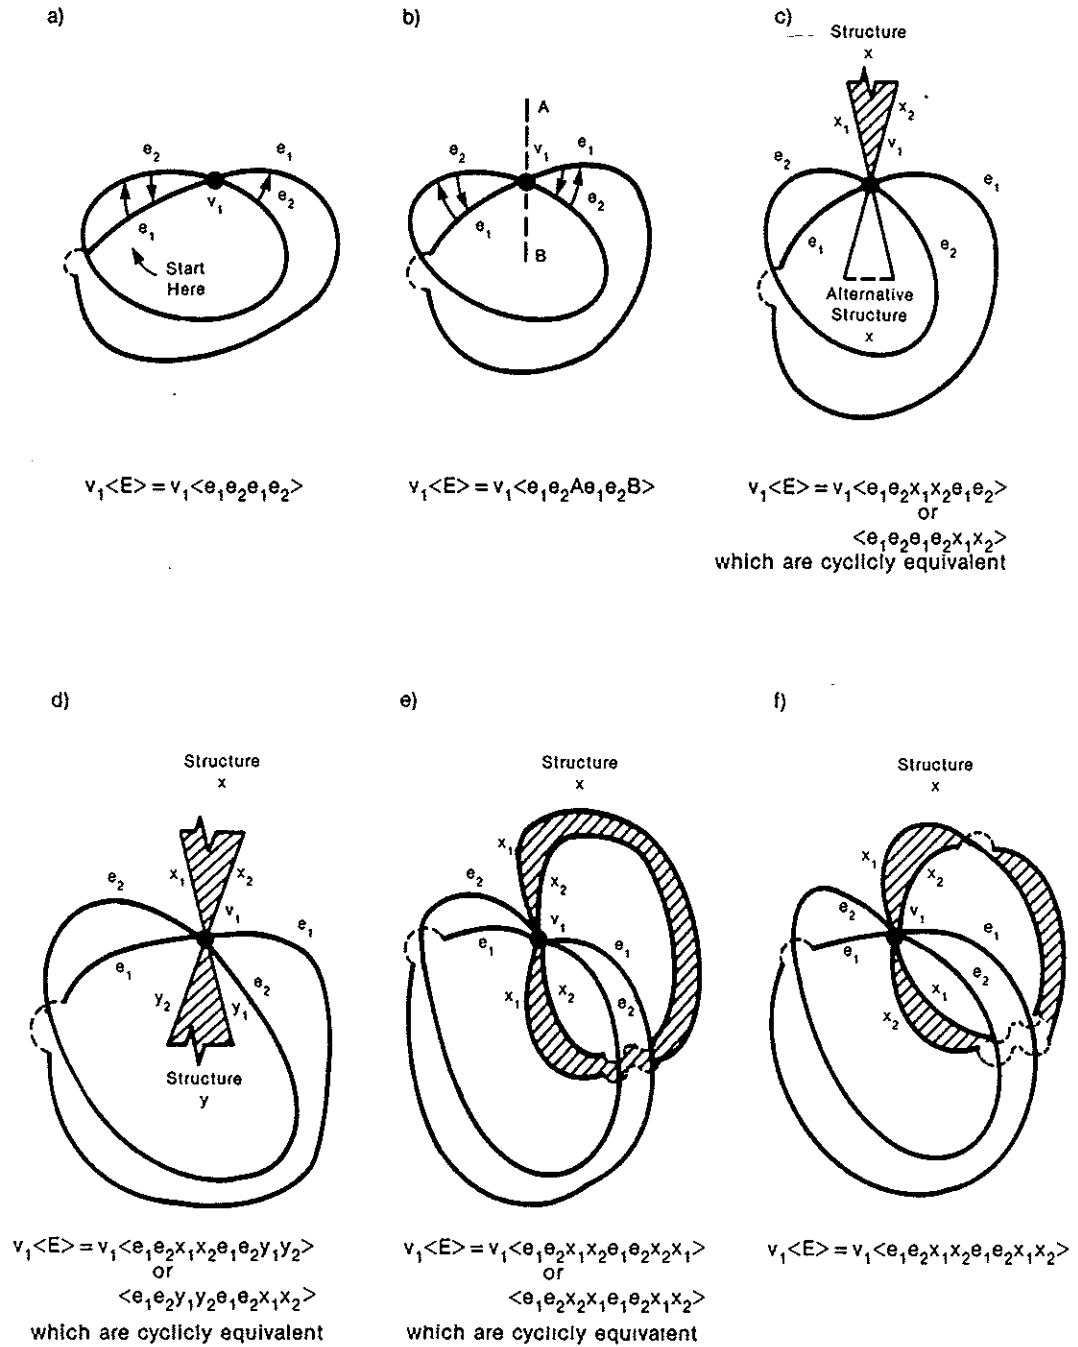 a)
e₂
e₁
v₁
e₂
e₁
Start
Here
v₁<E> = v₁<e₁e₂e₁e₂>
b)
A
v₁
e₁
e₂
e₂
e₁
B
v₁<E> = v₁<e₁e₂Ae₁e₂B>
c)
Structure
x
x₁
x₂
v₁
e₂
e₁
e₁
e₂
Alternative
Structure
x
v₁<E> = v₁<e₁e₂x₁x₂e₁e₂>
or
<e₁e₂e₁e₂x₁x₂>
which are cyclicly equivalent
d)
Structure
x
x₁
x₂
e₂
v₁
e₁
e₁
e₂
y₂
y₁
Structure
y
v₁<E> = v₁<e₁e₂x₁x₂e₁e₂y₁y₂>
or
<e₁e₂y₁y₂e₁e₂x₁x₂>
which are cyclicly equivalent
e)
Structure
x
x₁
e₂
x₂
v₁
e₁
e₁
x₁
x₂
e₂
v₁<E> = v₁<e₁e₂x₁x₂e₁e₂x₂x₁>
or
<e₁e₂x₂x₁e₁e₂x₁x₂>
which are cyclicly equivalent
f)
Structure
x
x₁
x₂
e₂
v₁
e₁
e₁
e₂
x₁
x₂
v₁<E> = v₁<e₁e₂x₁x₂e₁e₂x₁x₂>